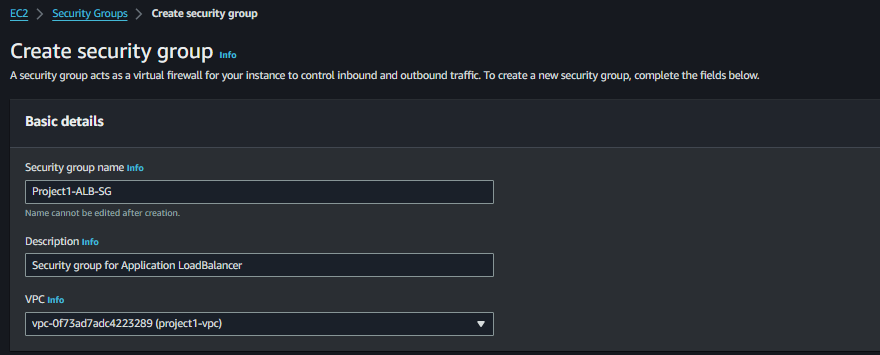 EC2 > Security Groups > Create security group
Create security group Info
A security group acts as a virtual firewall for your instance to control inbound and outbound traffic. To create a new security group, complete the fields below.
Basic details
Security group name Info
Project1-ALB-SG
Name cannot be edited after creation.
Description Info
Security group for Application LoadBalancer
VPC Info
vpc-0f73ad7adc4223289 (project1-vpc)